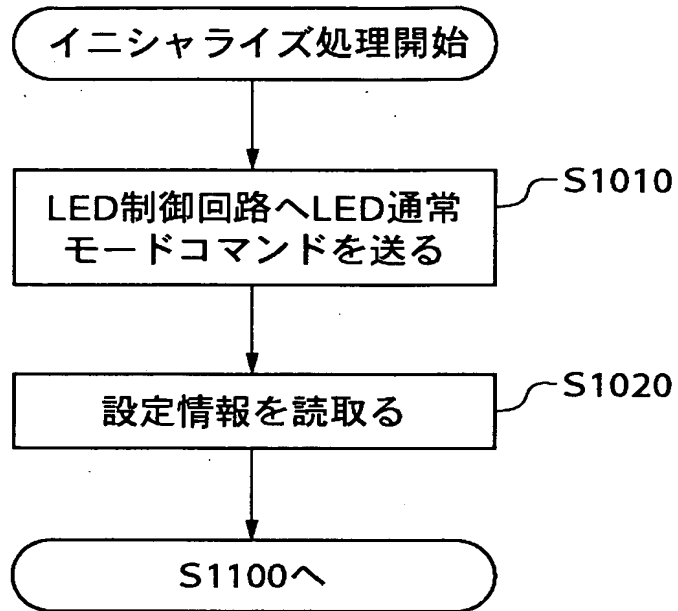 イニシャライズ処理開始
S1010
LED制御回路へLED通常
モードコマンドを送る
S1020
設定情報を読取る
S1100へ